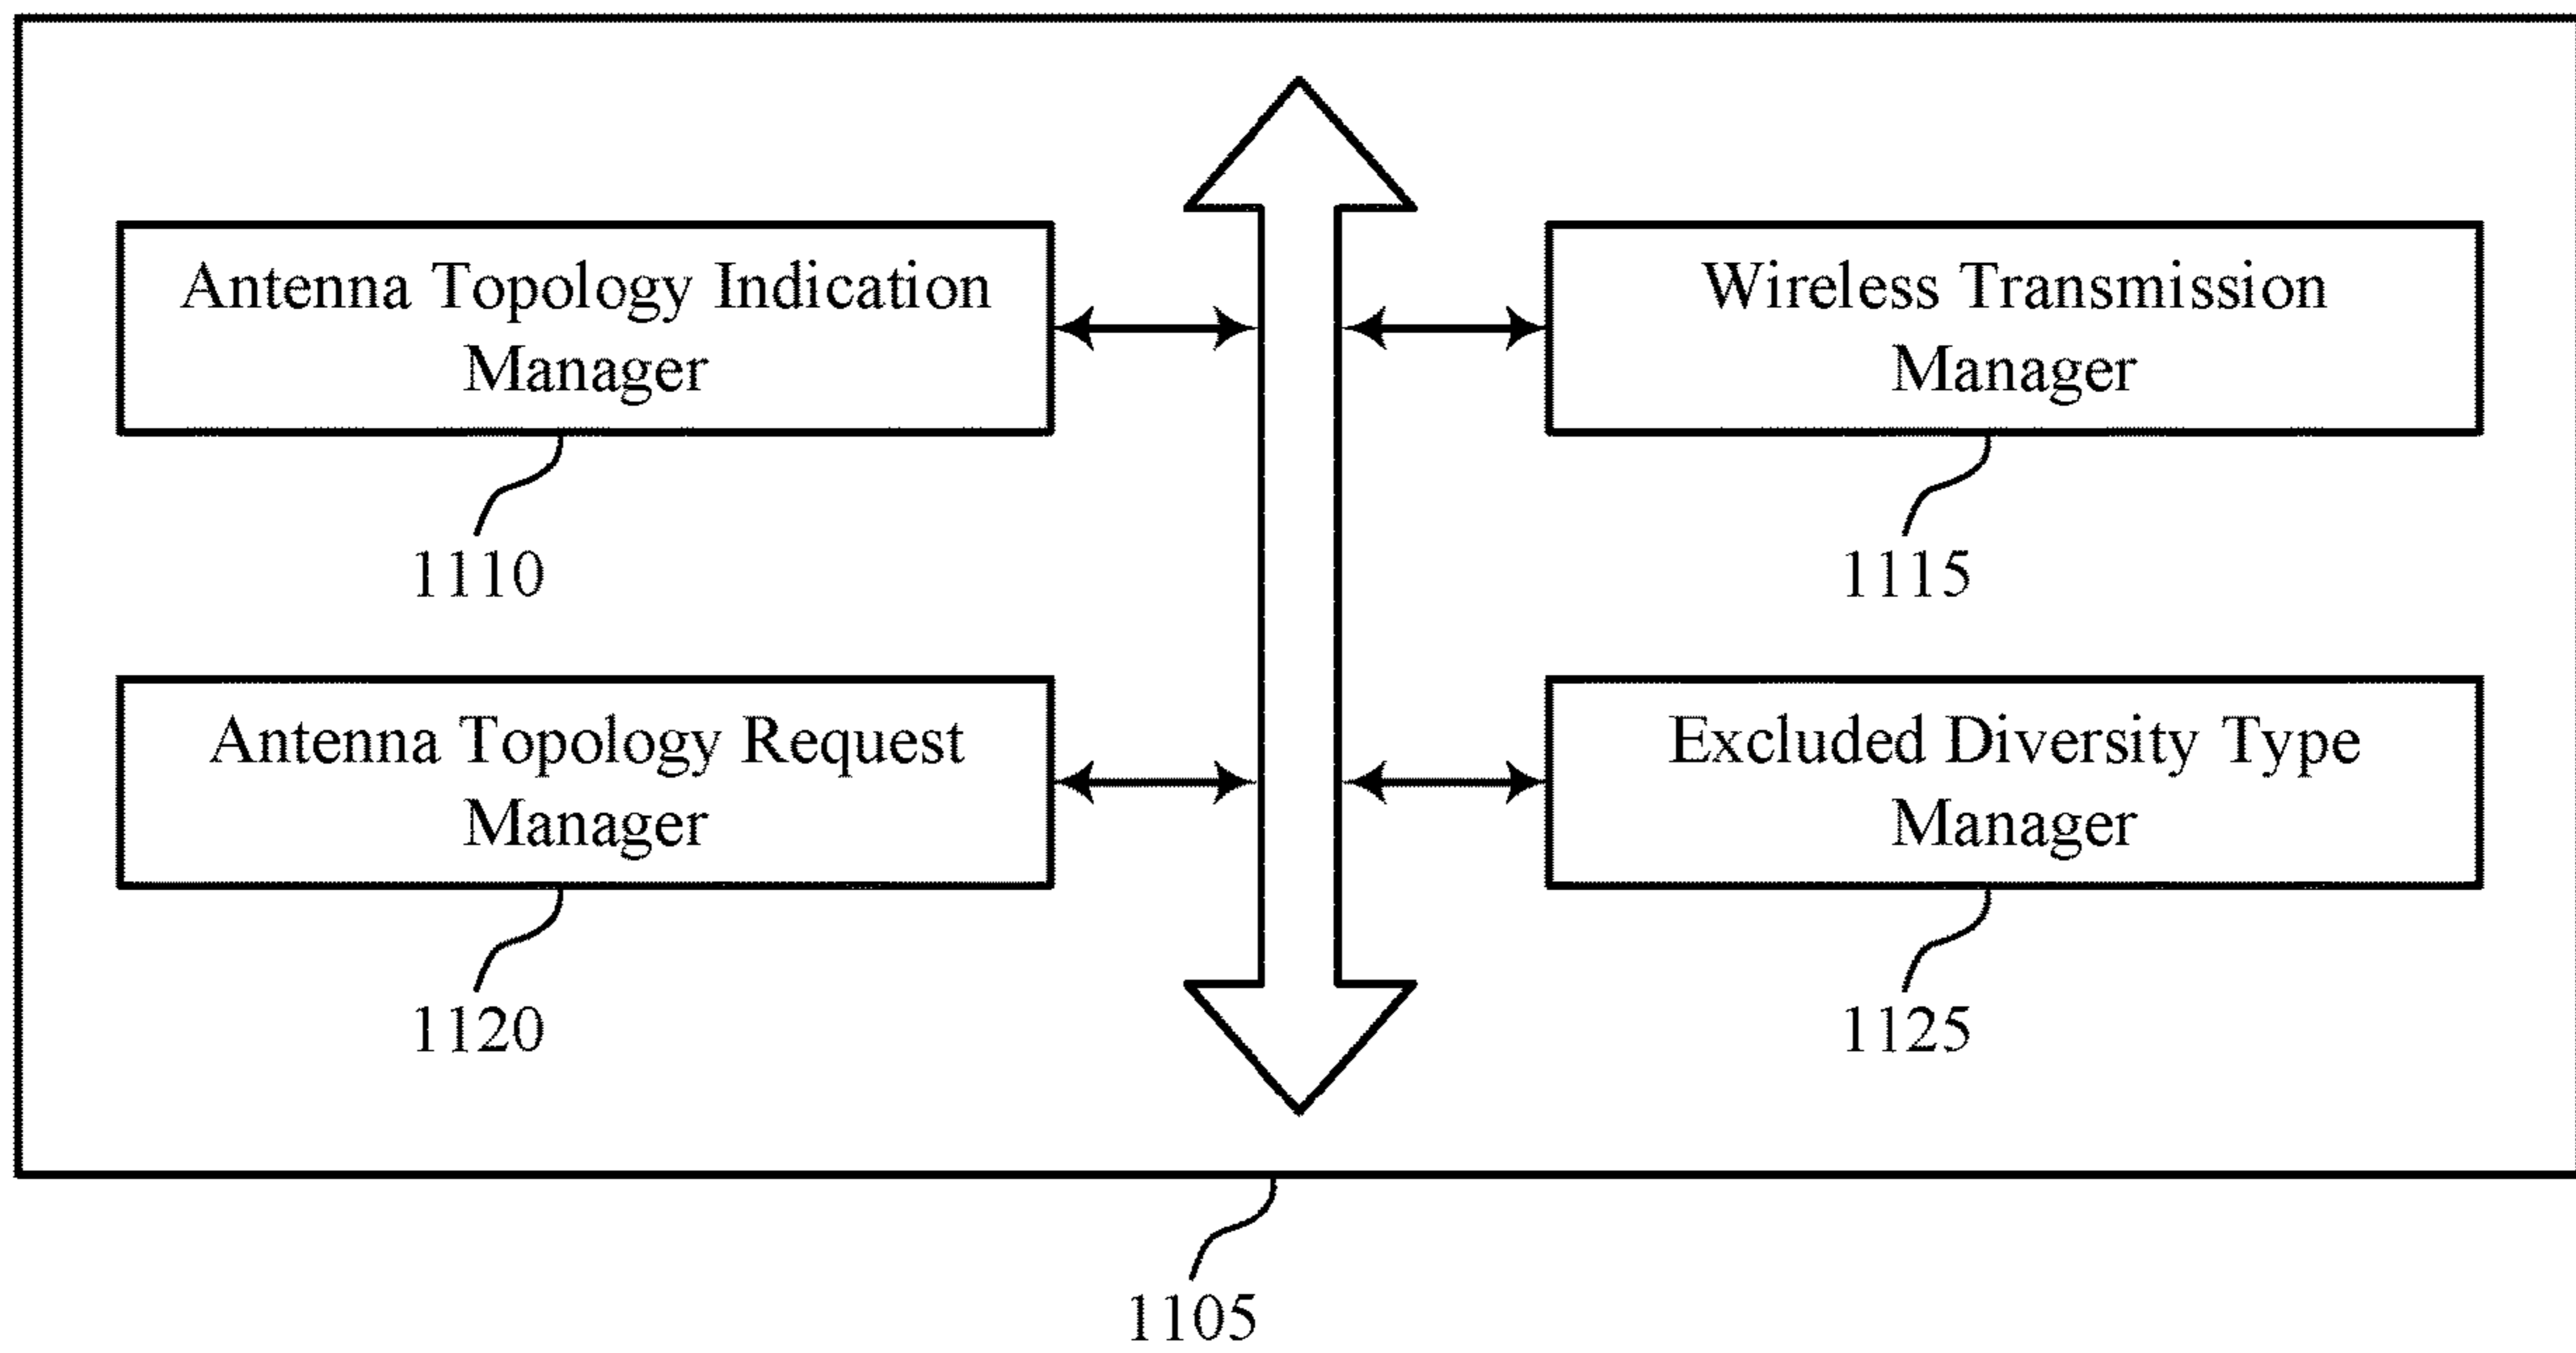 Antenna Topology Indication
Manager
1110
Wireless Transmission
Manager
1115
Antenna Topology Request
Manager
1120
Excluded Diversity Type
Manager
1125
1105